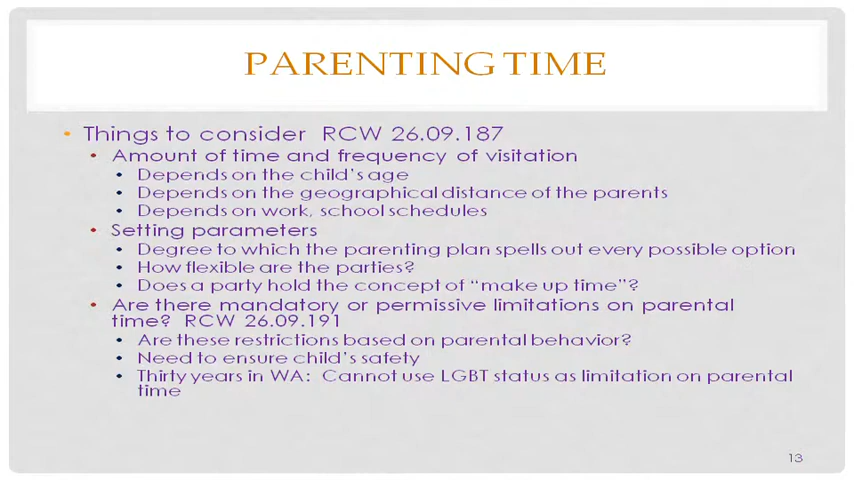 PARENTING TIME
• Things to consider RCW 26.09.187
• Amount of time and frequency of visitation
• Depends on the child's age
• Depends on the geographical distance of the parents
• Depends on work, school schedules
• Setting parameters
• Degree to which the parenting plan spells out every possible option
• How flexible are the parties?
• Does a party hold the concept of "make up time"?
• Are there mandatory or permissive limitations on parental
time? RCW 26.09.191
• Are these restrictions based on parental behavior?
• Need to ensure child's safety
• Thirty years in WA: Cannot use LGBT status as limitation on parental
time
13